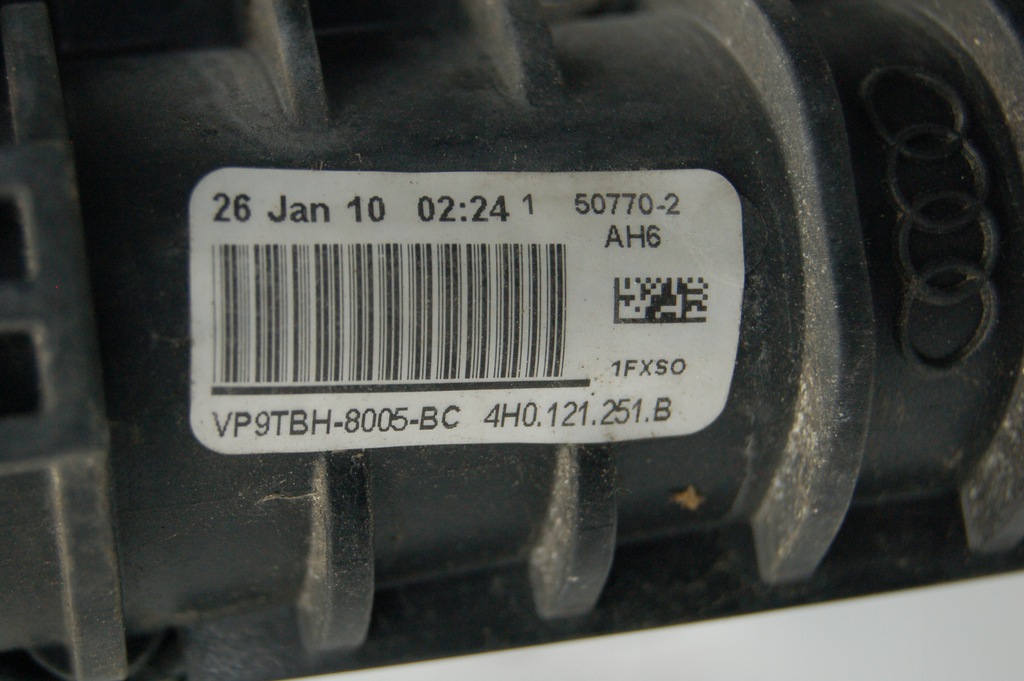 26 Jan 10 02:24 1 50770-2
AH6
1FXSO
VP9TBH-8005-BC 4H0.121.251.B